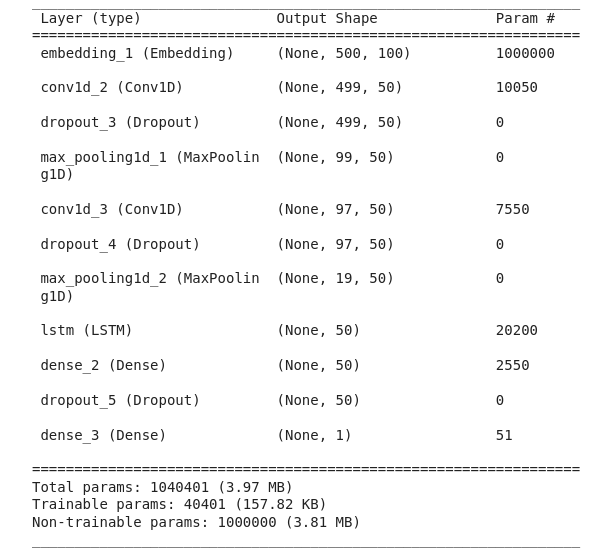 Layer (type) Output Shape Param #
embedding_1 (Embedding) (None, 500, 100) 1000000
conv1d_2 (Conv1D) (None, 499, 50) 10050
dropout_3 (Dropout) (None, 499, 50) 0
max_pooling1d_1 (MaxPoolin (None, 99, 50) 0
g1D)
conv1d_3 (Conv1D) (None, 97, 50) 7550
dropout_4 (Dropout) (None, 97, 50) 0
max_pooling1d_2 (MaxPoolin (None, 19, 50) 0
g1D)
lstm (LSTM) (None, 50) 20200
dense_2 (Dense) (None, 50) 2550
dropout_5 (Dropout) (None, 50) 0
dense_3 (Dense) (None, 1) 51
Total params: 1040401 (3.97 MB)
Trainable params: 40401 (157.82 KB)
Non-trainable params: 1000000 (3.81 MB)